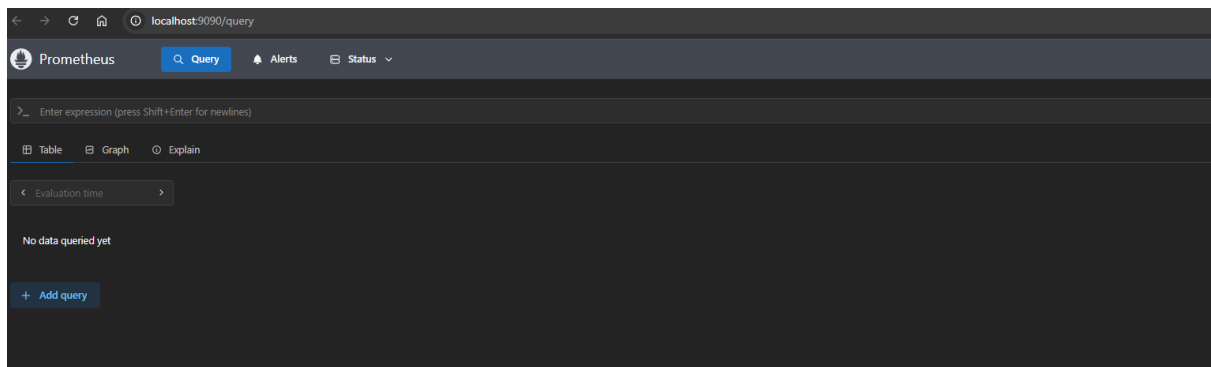 localhost:9090/query
Prometheus Query Alerts Status
>_ Enter expression (press Shift+Enter for newlines)
Table Graph Explain
< Evaluation time >
No data queried yet
+ Add query